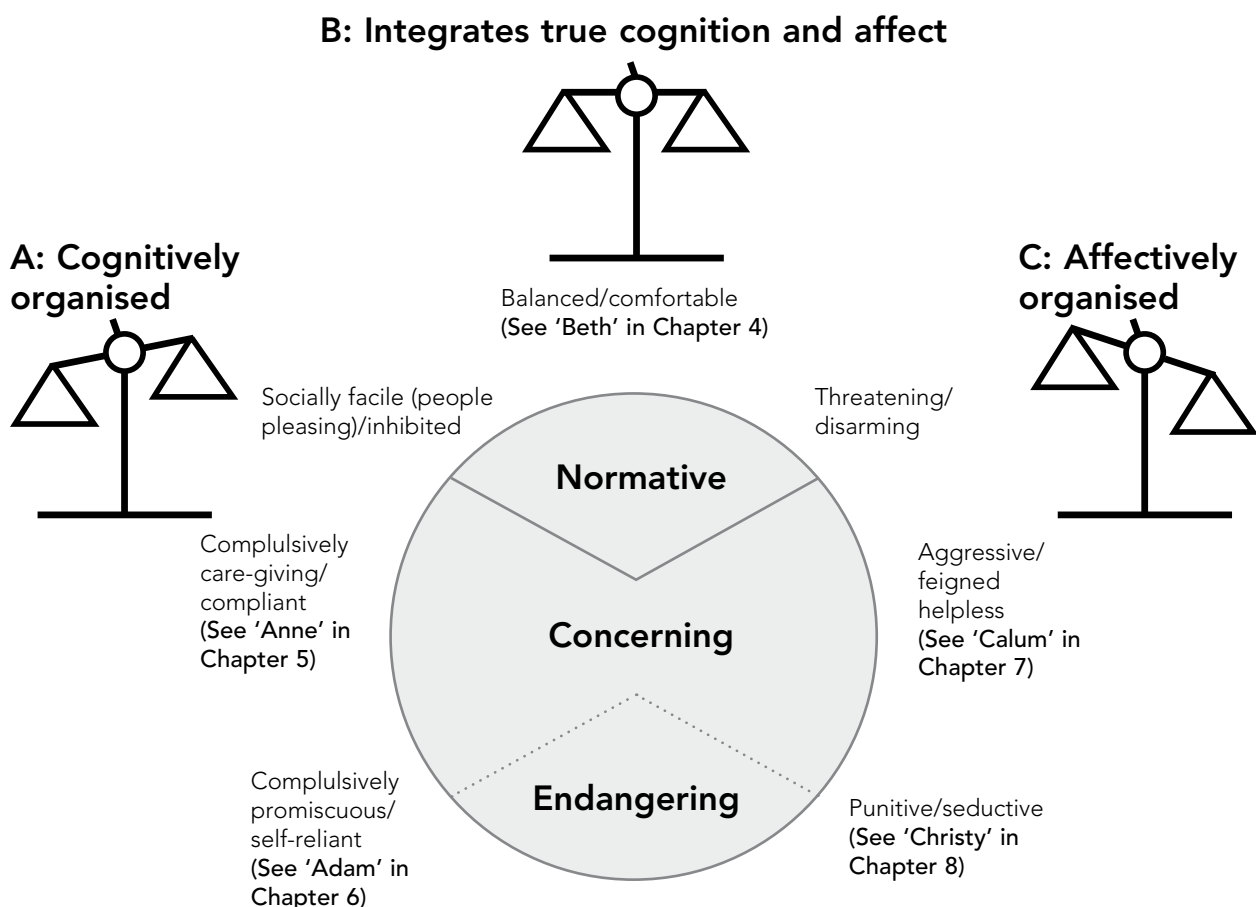 B: Integrates true cognition and affect
A: Cognitively
organised
C: Affectively
organised
Balanced/comfortable
(See ‘Beth’ in Chapter 4)
Socially facile (people
pleasing)/inhibited
Threatening/
disarming
Normative
Complulsively
care-giving/
compliant
(See ‘Anne’ in
Chapter 5)
Concerning
Aggressive/
feigned
helpless
(See ‘Calum’ in
Chapter 7)
Complulsively
promiscuous/
self-reliant
(See ‘Adam’ in
Chapter 6)
Endangering
Punitive/seductive
(See ‘Christy’ in
Chapter 8)